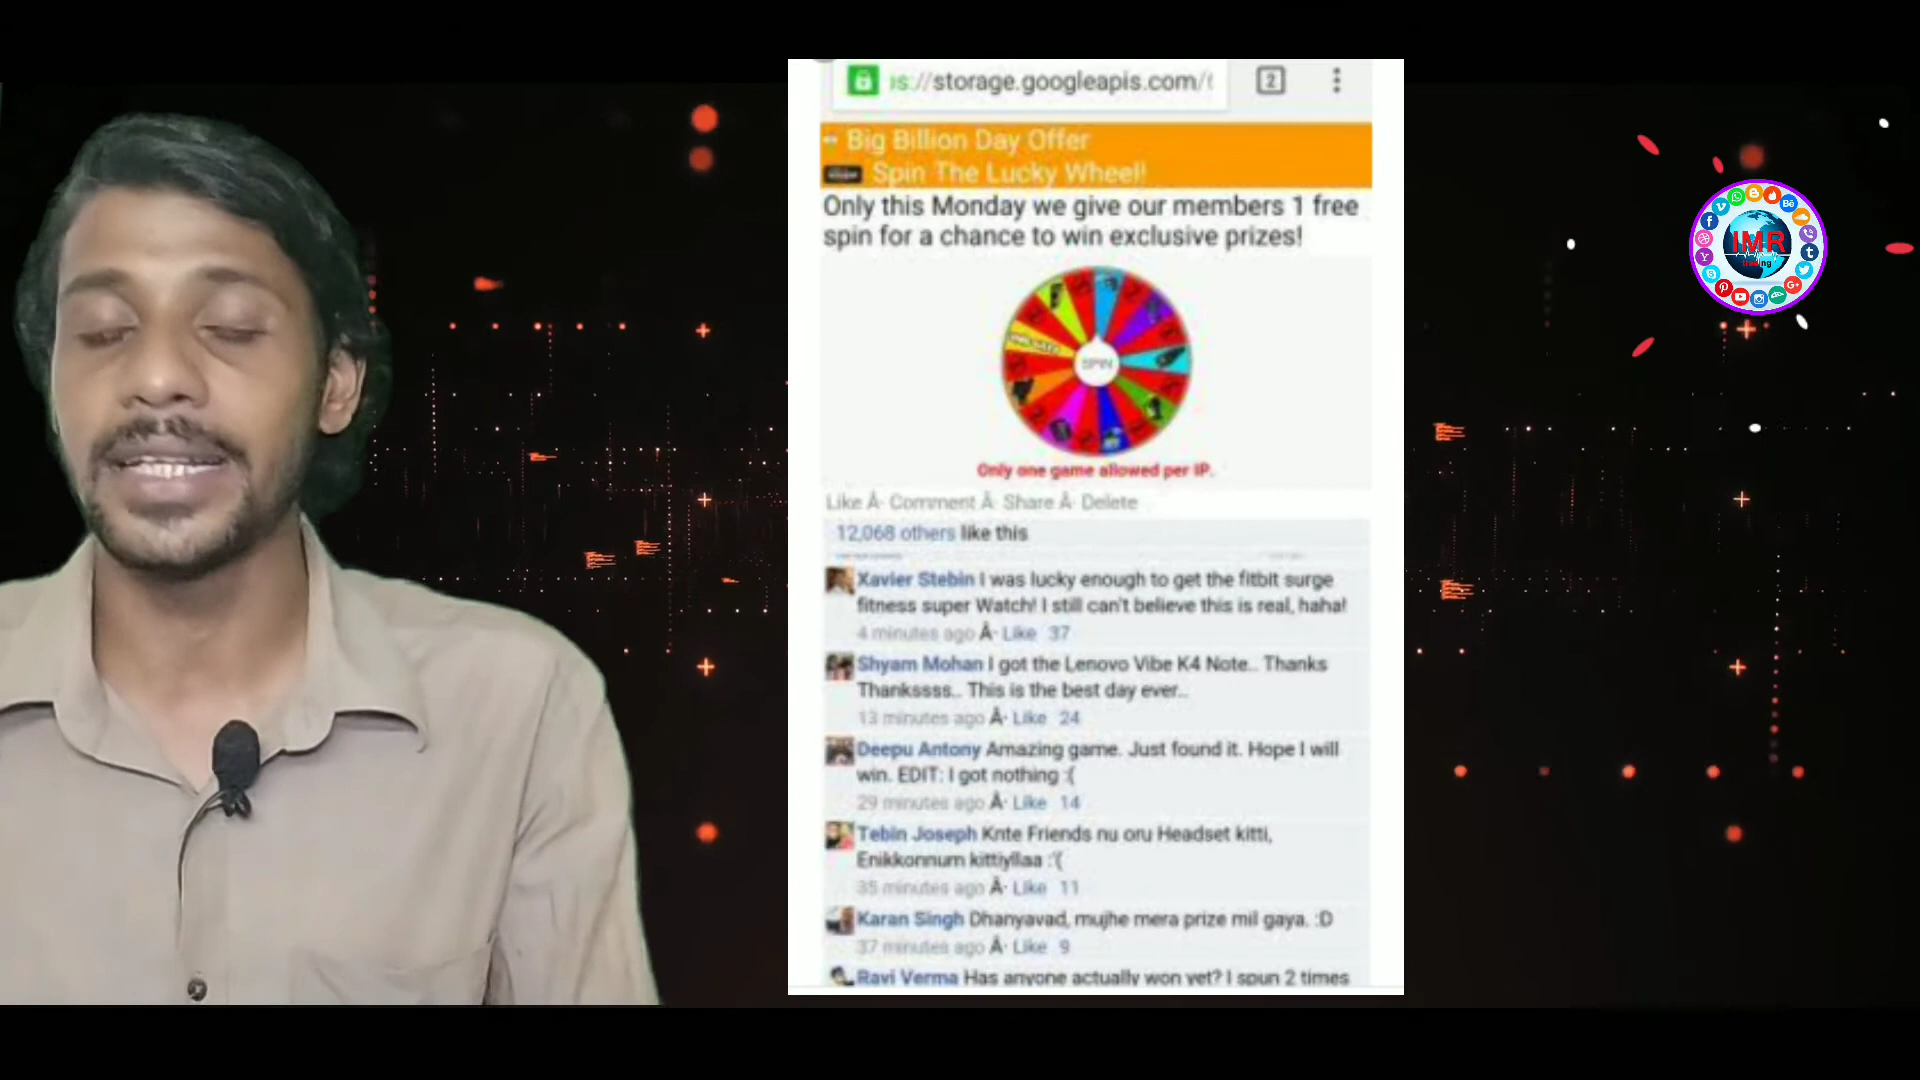 s://storage.googleapis.com/
2
Big Billion Day Offer
Spin The Lucky Wheel!
Only this Monday we give our members 1 free
spin for a chance to win exclusive prizes!
SPIN
Only one game allowed per IP.
Like Â· Comment Â· Share Â· Delete
12,068 others like this
Xavier Stebin I was lucky enough to get the fitbit surge
fitness super Watch! I still can't believe this is real, haha!
4 minutes ago Â· Like 37
Shyam Mohan I got the Lenovo Vibe K4 Note.. Thanks
Thankssss.. This is the best day ever..
13 minutes ago Â· Like 24
Deepu Antony Amazing game. Just found it. Hope I will
win. EDIT: I got nothing :(
29 minutes ago Â· Like 14
Tebin Joseph Knte Friends nu oru Headset kitti,
Enikkonnum kittiyllaa :'(
35 minutes ago Â· Like 11
Karan Singh Dhanyavad, mujhe mera prize mil gaya. :D
37 minutes ago Â· Like 9
Ravi Verma Has anyone actually won yet? I spun 2 times
IMR